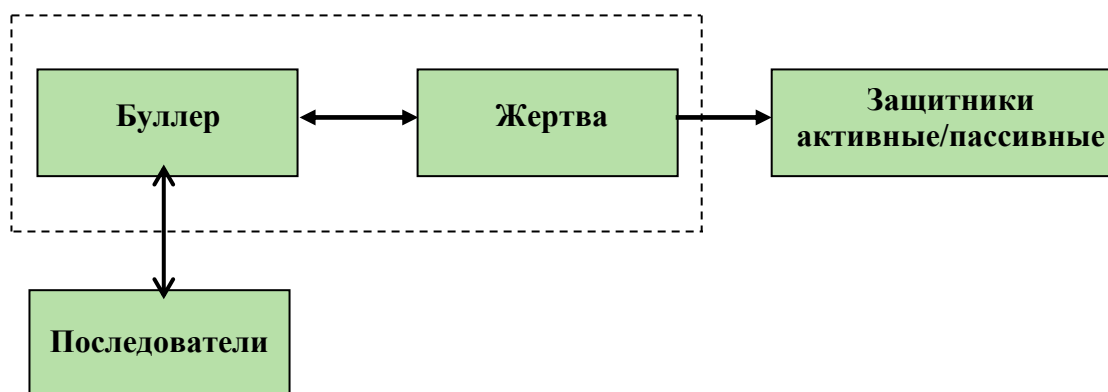 Буллер
Жертва
Защитники
активные/пассивные
Последователи